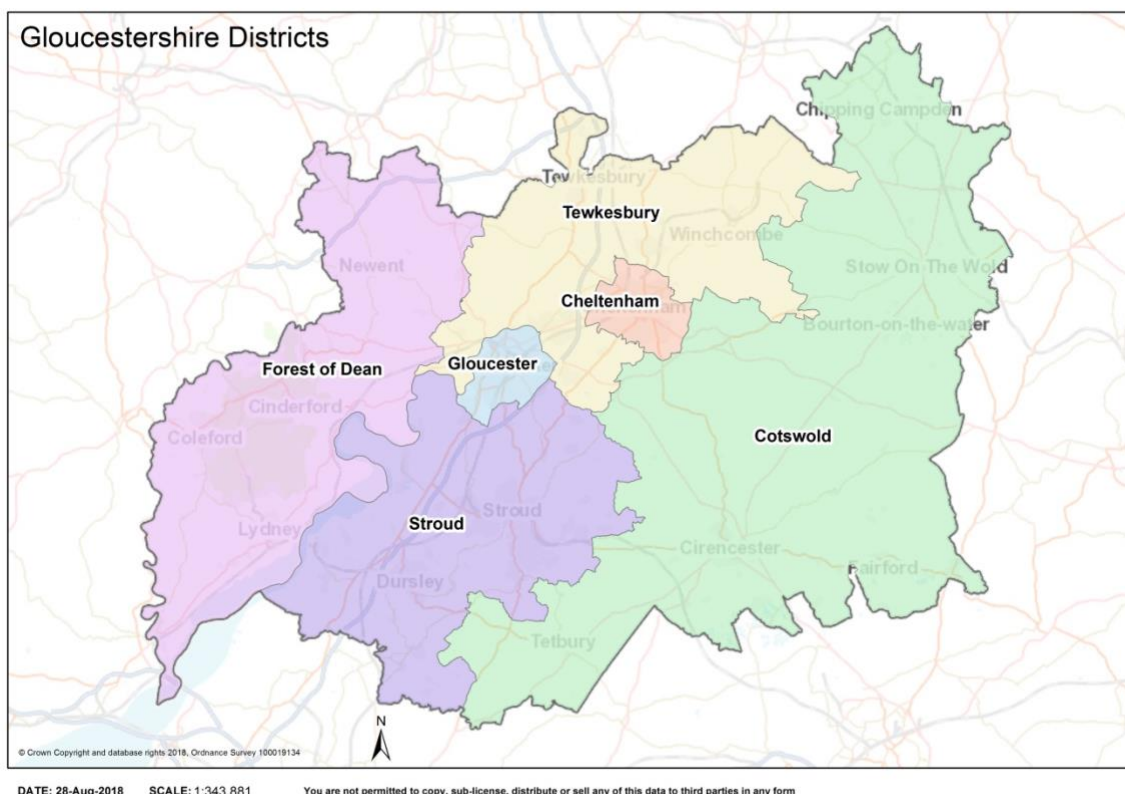 Gloucestershire Districts
Chipping Campden
Tewkesbury
Tewkesbury
Winchcombe
Newent
Stow On The Wold
Cheltenham
Bourton-on-the-water
Gloucester
Forest of Dean
Cinderford
Coleford
Cotswold
Stroud
Stroud
Lydney
Cirencester
Dursley
Fairford
Tetbury
N
© Crown Copyright and database rights 2018, Ordnance Survey 100019134
DATE: 28-Aug-2018 SCALE: 1:343,881 You are not permitted to copy, sub-license, distribute or sell any of this data to third parties in any form